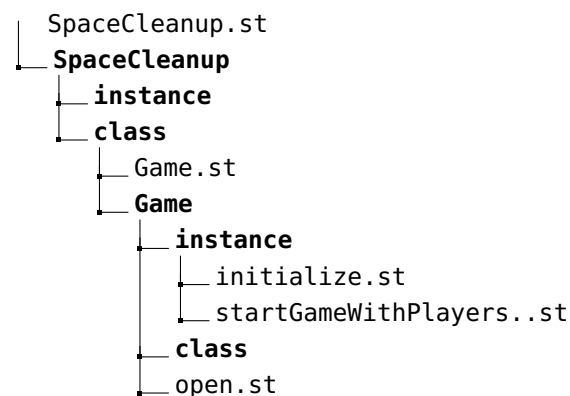 SpaceCleanup.st
SpaceCleanup
instance
class
Game.st
Game
instance
initialize.st
startGameWithPlayers..st
class
open.st